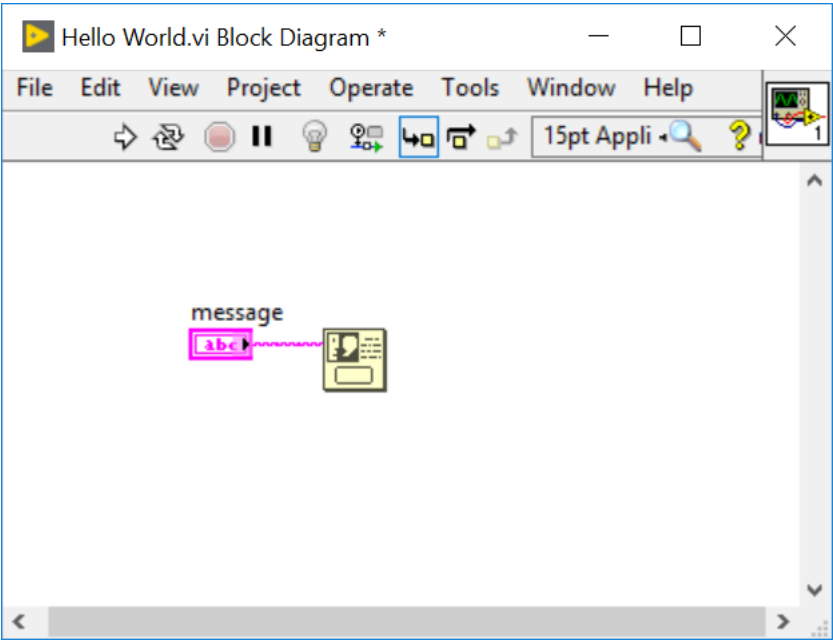 Hello World.vi Block Diagram *
File Edit View Project Operate Tools Window Help
15pt Appli
1
message
abc